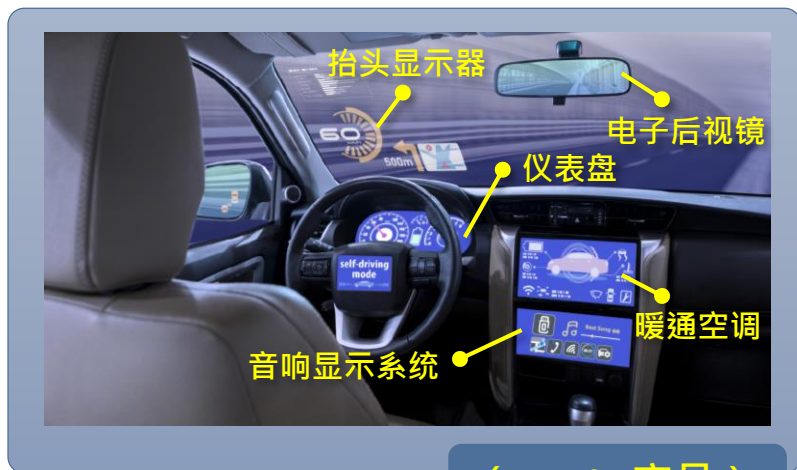 抬头显示器
电子后视镜
60
500m
仪表盘
self-driving
mode
暖通空调
音响显示系统